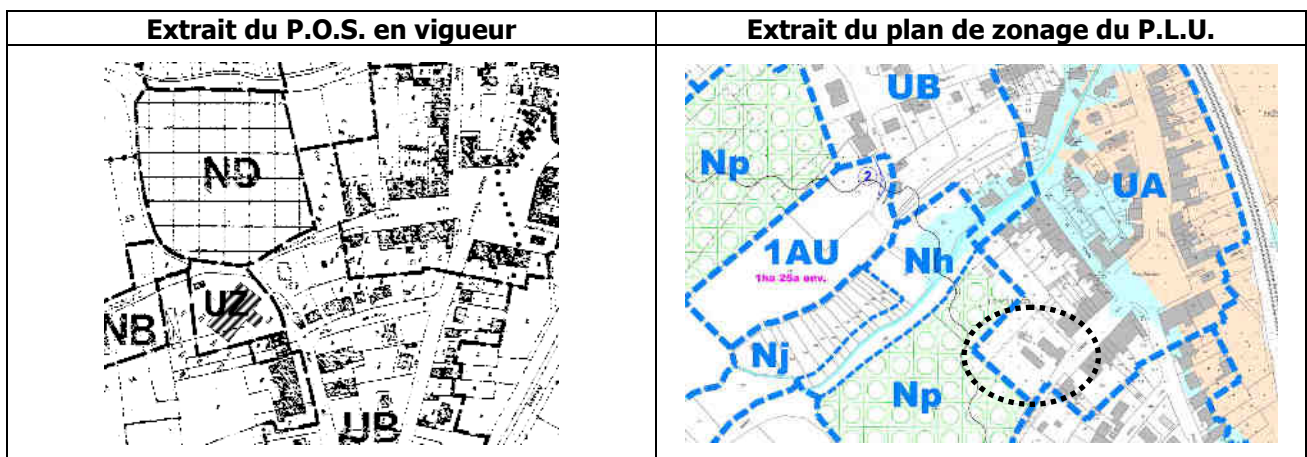 Extrait du P.O.S. en vigueur
Extrait du plan de zonage du P.L.U.
ND
UZ
NB
UB
UB
Np
2
UA
1AU
1ha 25a env.
Nh
Nj
Np